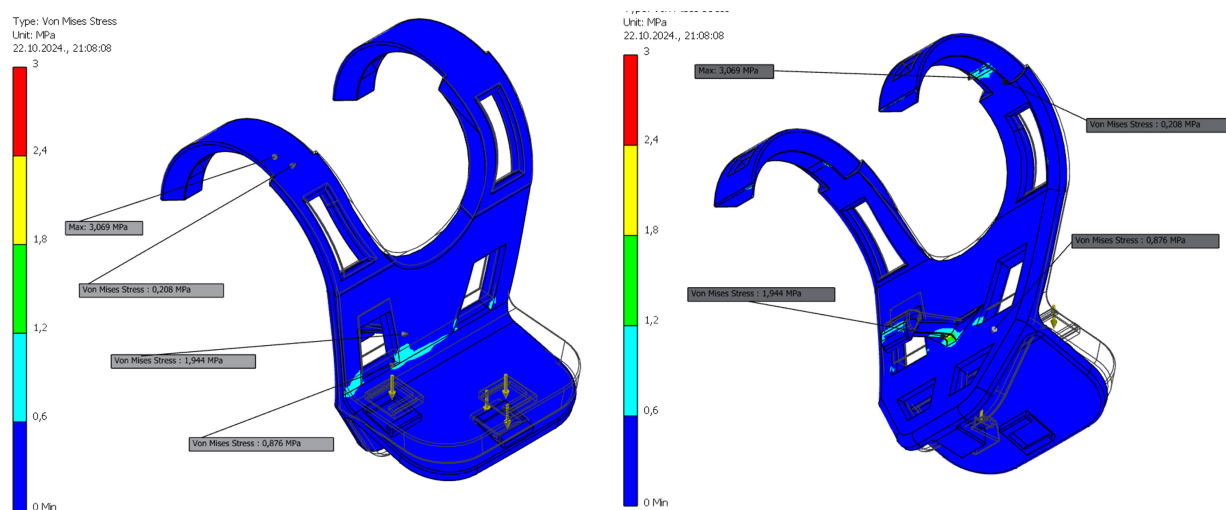 Type: Von Mises Stress
Unit: MPa
22.10.2024., 21:08:08
3
2,4
1,8
1,2
0,6
0 Min
Max: 3,069 MPa
Von Mises Stress : 0,208 MPa
Von Mises Stress : 1,944 MPa
Von Mises Stress : 0,876 MPa
Unit: MPa
22.10.2024., 21:08:08
3
2,4
1,8
1,2
0,6
0 Min
Max: 3,069 MPa
Von Mises Stress : 0,208 MPa
Von Mises Stress : 0,876 MPa
Von Mises Stress : 1,944 MPa